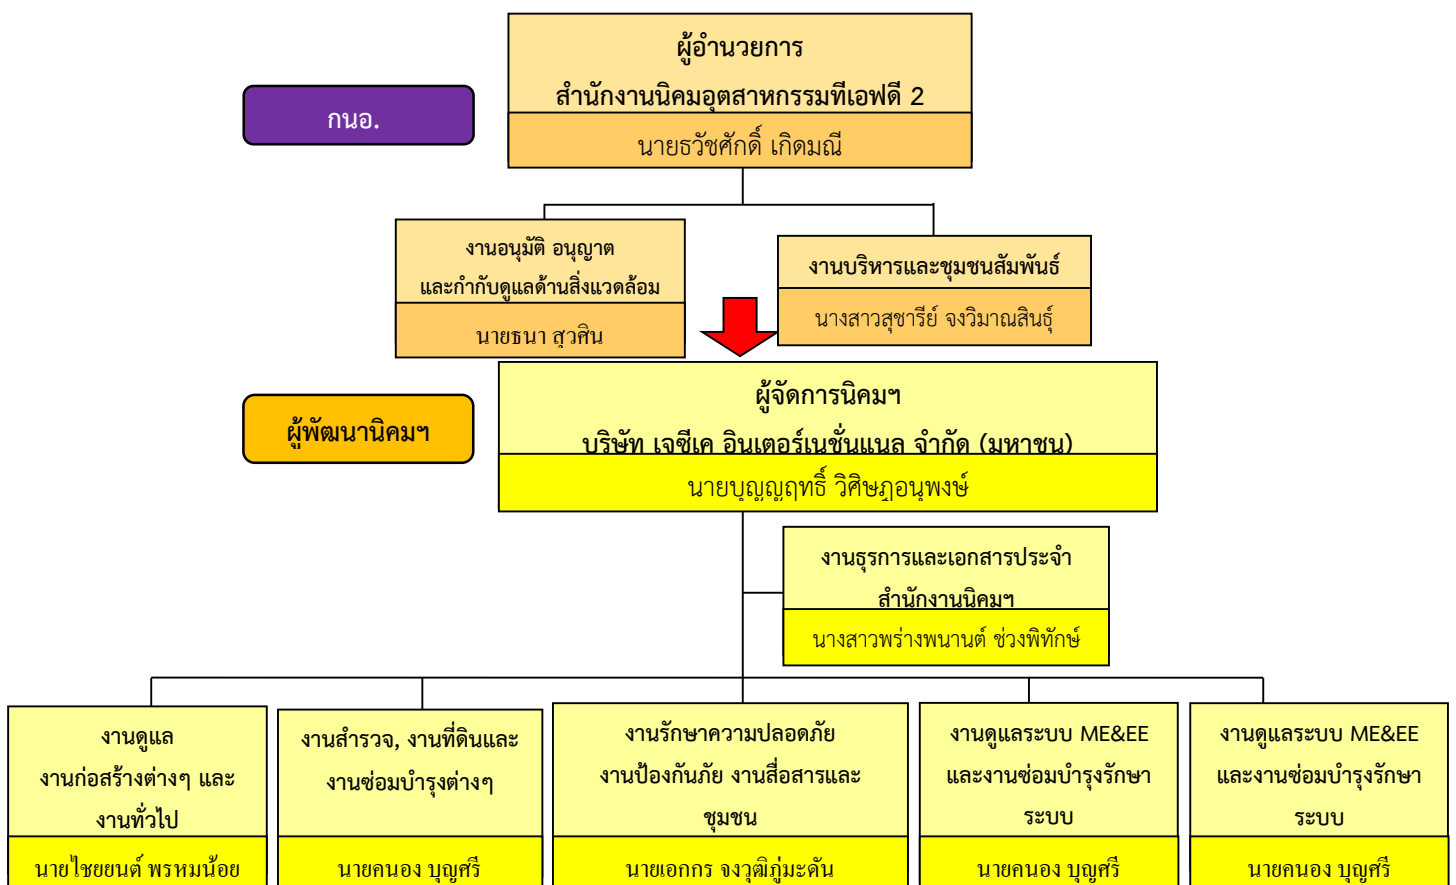 ผู้อำนวยการ
สำนักงานนิคมอุตสาหกรรมทีเอฟดี 2
นายธวัชศักดิ์ เกิดมณี
กนอ.
งานอนุมัติ อนุญาต
และกำกับดูแลด้านสิ่งแวดล้อม
นายธนา สุวศิน
งานบริหารและชุมชนสัมพันธ์
นางสาวสุชารีย์ จงวิมาณสินธุ์
ผู้พัฒนานิคมฯ
ผู้จัดการนิคมฯ
บริษัท เจซีเค อินเตอร์เนชั่นแนล จำกัด (มหาชน)
นายบุญญฤทธิ์ วิศิษฎอนุพงษ์
งานธุรการและเอกสารประจำ
สำนักงานนิคมฯ
นางสาวพร่างพนานต์ ช่วงพิทักษ์
งานดูแล
งานก่อสร้างต่างๆ และ
งานทั่วไป
นายไชยยนต์ พรหมน้อย
งานสำรวจ, งานที่ดินและ
งานซ่อมบำรุงต่างๆ
นายคนอง บุญศรี
งานรักษาความปลอดภัย
งานป้องกันภัย งานสื่อสารและ
ชุมชน
นายเอกกร จงวุฒิภู่มะดัน
งานดูแลระบบ ME&EE
และงานซ่อมบำรุงรักษา
ระบบ
นายคนอง บุญศรี
งานดูแลระบบ ME&EE
และงานซ่อมบำรุงรักษา
ระบบ
นายคนอง บุญศรี